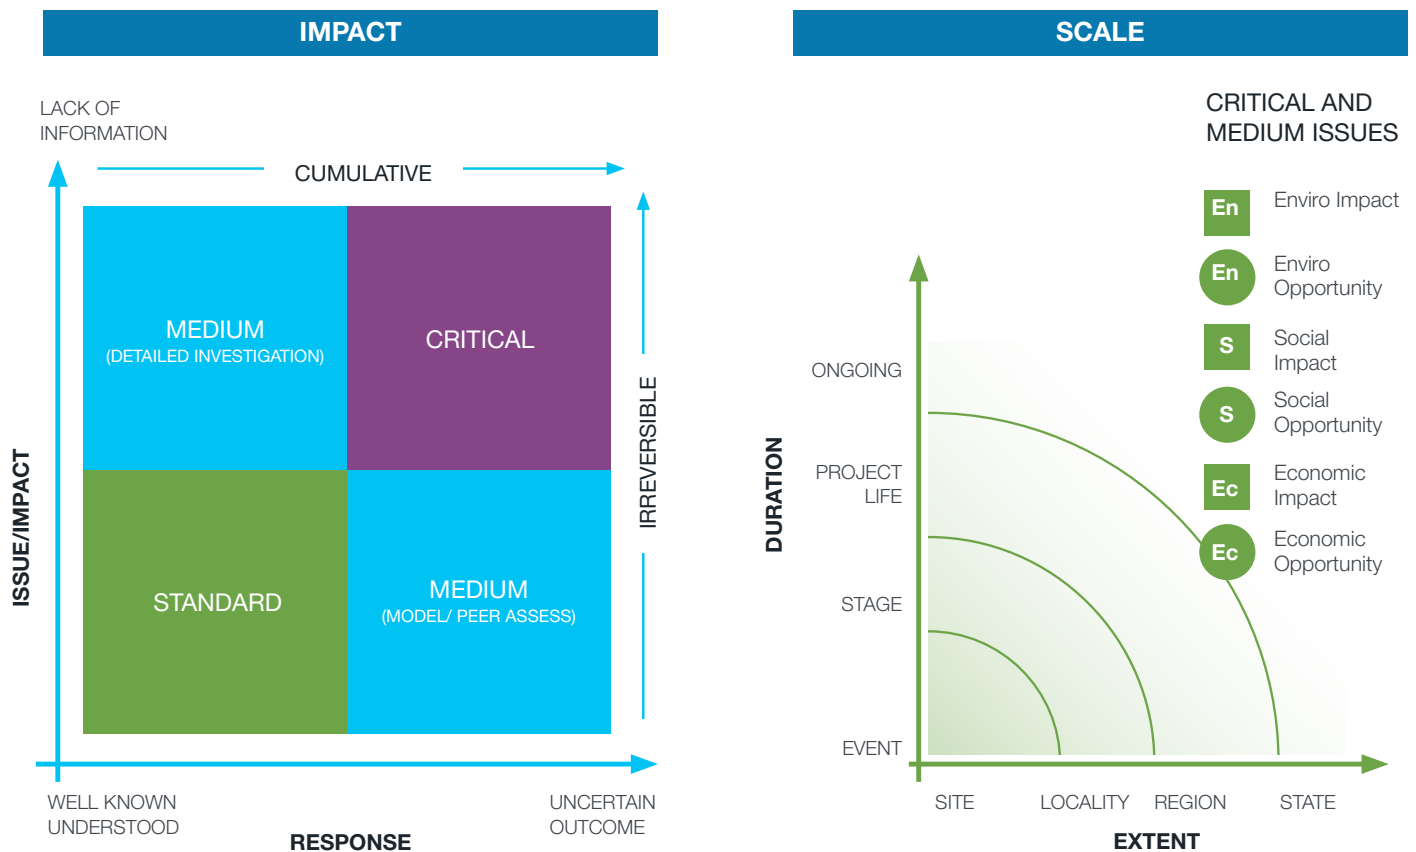 IMPACT
LACK OF
INFORMATION
CUMULATIVE
MEDIUM
(DETAILED INVESTIGATION)
CRITICAL
IRREVERSIBLE
ISSUE/IMPACT
STANDARD
MEDIUM
(MODEL/ PEER ASSESS)
WELL KNOWN
UNDERSTOOD
UNCERTAIN
OUTCOME
RESPONSE
SCALE
CRITICAL AND
MEDIUM ISSUES
En
Enviro Impact
En
Enviro
Opportunity
S
Social
Impact
S
Social
Opportunity
Ec
Economic
Impact
Ec
Economic
Opportunity
DURATION
ONGOING
PROJECT
LIFE
STAGE
EVENT
SITE
LOCALITY
REGION
STATE
EXTENT